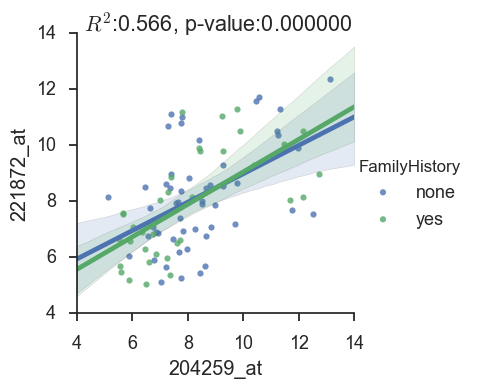 R²:0.566, p-value:0.000000
14
12
10
8
6
4
221872_at
4 6 8 10 12 14
204259_at
FamilyHistory
none
yes